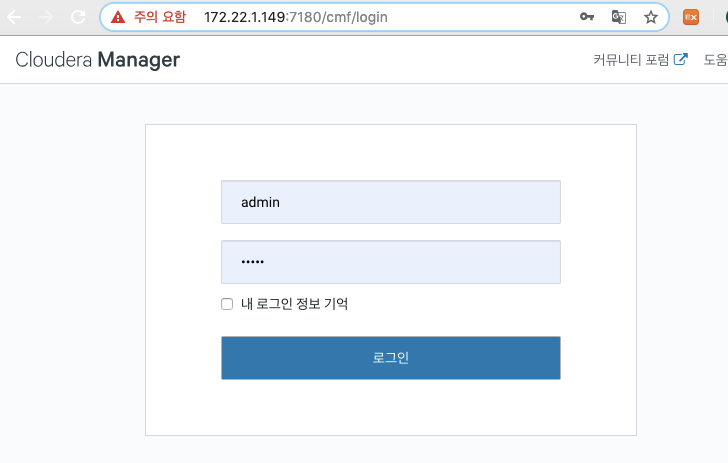 주의 요함 172.22.1.149:7180/cmf/login
Cloudera Manager 커뮤니티 포럼 도움
admin
•••••
내 로그인 정보 기억
로그인